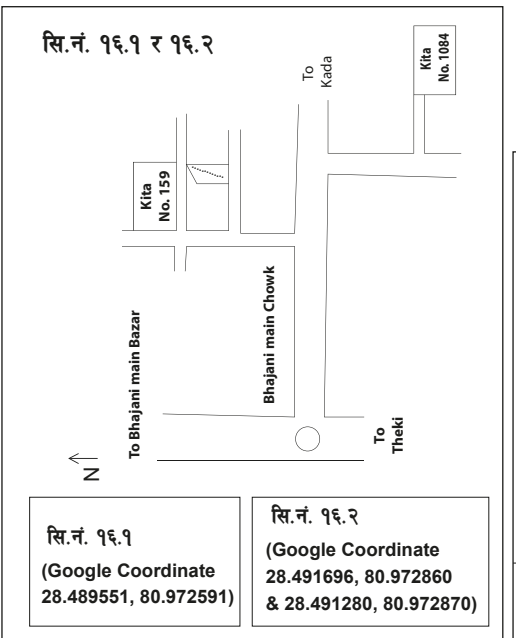 सि.नं. १६.१ र १६.२
To
Kada
Kita
No. 1084
Kita
No. 159
To Bhajani main Bazar
Bhajani main Chowk
To
Theki
N
सि.नं. १६.१
(Google Coordinate
28.489551, 80.972591)
सि.नं. १६.२
(Google Coordinate
28.491696, 80.972860
& 28.491280, 80.972870)